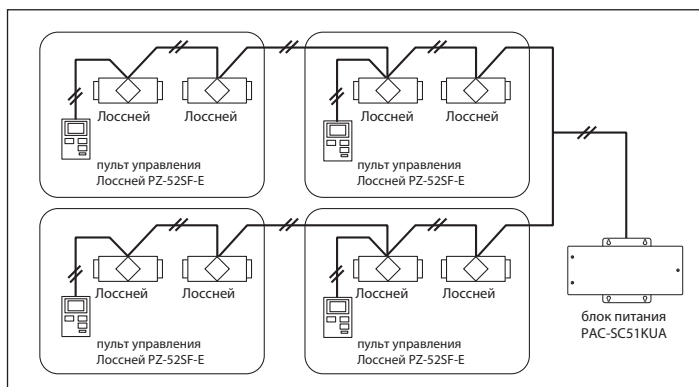 Лоссней
Лоссней
пульт управления
Лоссней PZ-52SF-E
Лоссней
Лоссней
пульт управления
Лоссней PZ-52SF-E
Лоссней
Лоссней
пульт управления
Лоссней PZ-52SF-E
Лоссней
Лоссней
пульт управления
Лоссней PZ-52SF-E
блок питания
PAC-SC51KUA